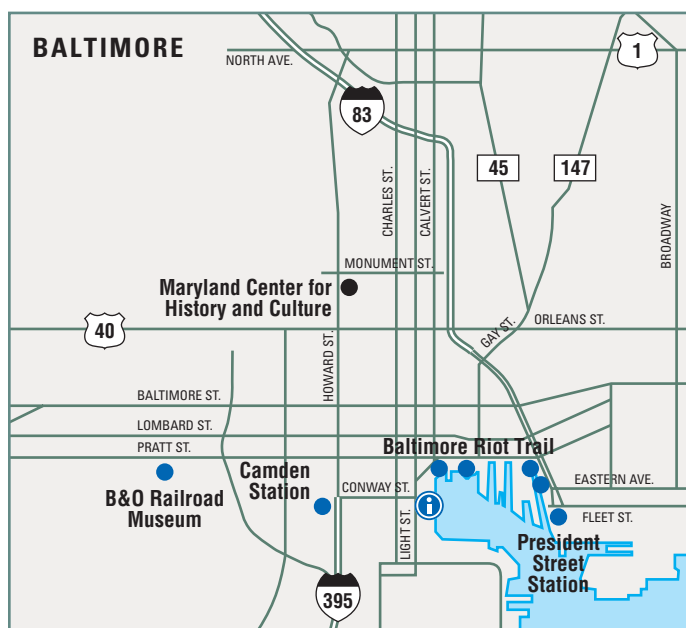 BALTIMORE
1
NORTH AVE.
83
CHARLES ST.
CALVERT ST.
45
147
BROADWAY
MONUMENT ST.
Maryland Center for
History and Culture
40
ORLEANS ST.
GAY ST.
HOWARD ST.
BALTIMORE ST.
LOMBARD ST.
PRATT ST.
Baltimore Riot Trail
Camden
Station
B&O Railroad
Museum
CONWAY ST.
EASTERN AVE.
i
LIGHT ST.
FLEET ST.
President
Street
Station
395